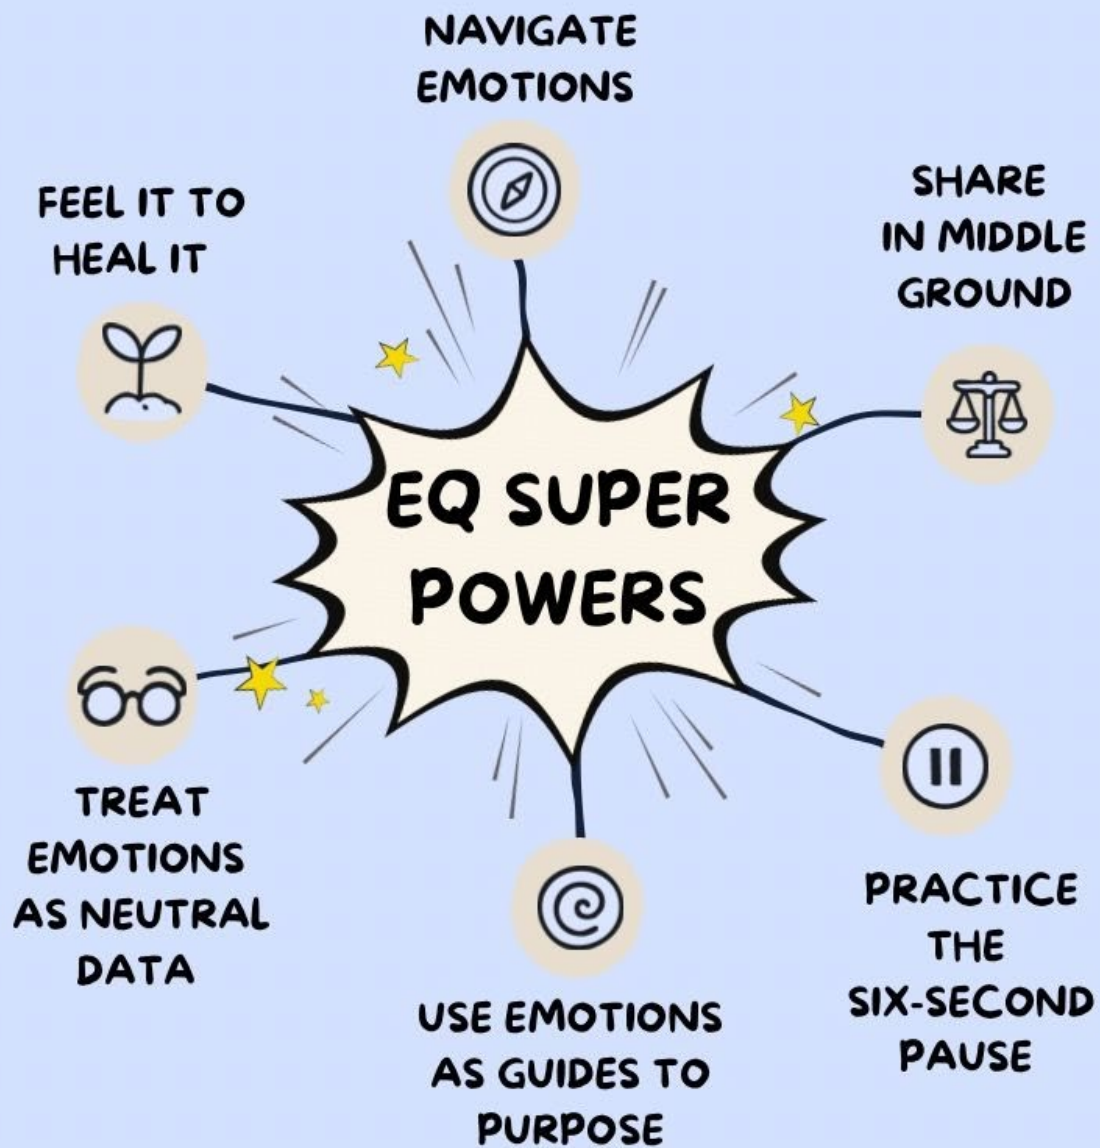 NAVIGATE
EMOTIONS
FEEL IT TO
HEAL IT
SHARE
IN MIDDLE
GROUND
EQ SUPER
POWERS
TREAT
EMOTIONS
AS NEUTRAL
DATA
PRACTICE
THE
SIX-SECOND
PAUSE
USE EMOTIONS
AS GUIDES TO
PURPOSE